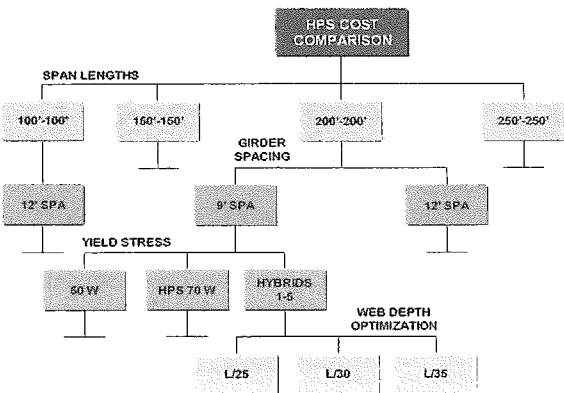 HPS COST
COMPARISON
SPAN LENGTHS
100'-100'
150'-150'
200'-200'
250'-250'
GIRDER
SPACING
12' SPA
9' SPA
12' SPA
YIELD STRESS
50 W
HPS 70 W
HYBRIDS
1-5
WEB DEPTH
OPTIMIZATION
L/25
L/30
L/35